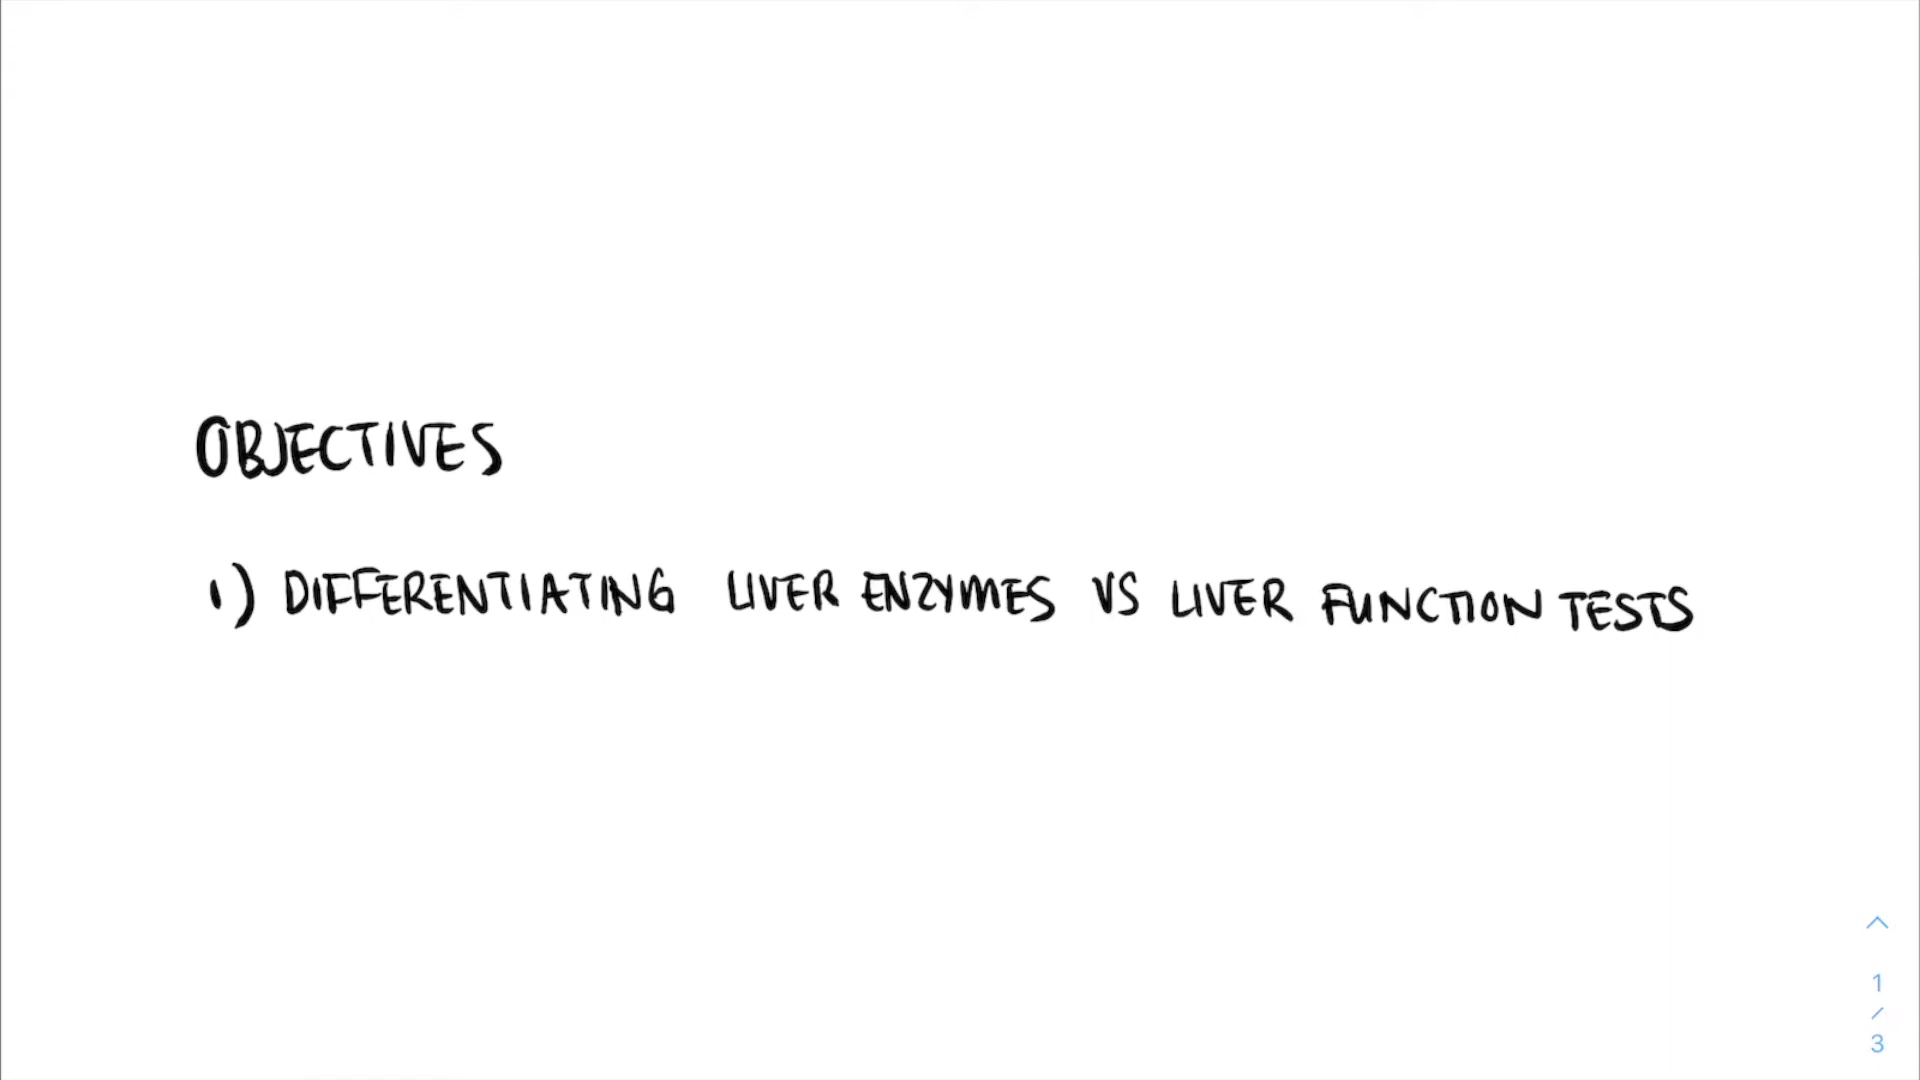 OBJECTIVES
1) DIFFERENTIATING LIVER ENZYMES VS LIVER FUNCTION TESTS
1
/
3